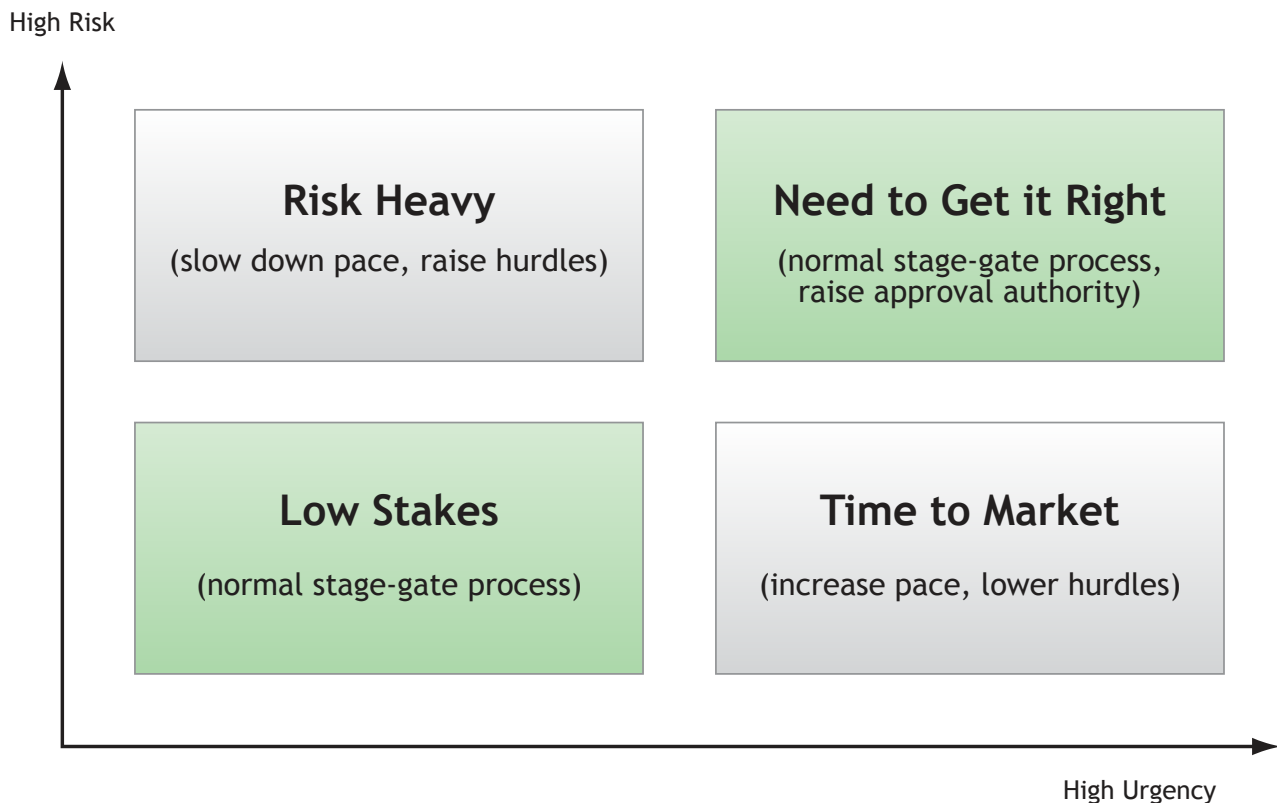 High Risk
Risk Heavy
(slow down pace, raise hurdles)
Need to Get it Right
(normal stage-gate process,
raise approval authority)
Low Stakes
(normal stage-gate process)
Time to Market
(increase pace, lower hurdles)
High Urgency